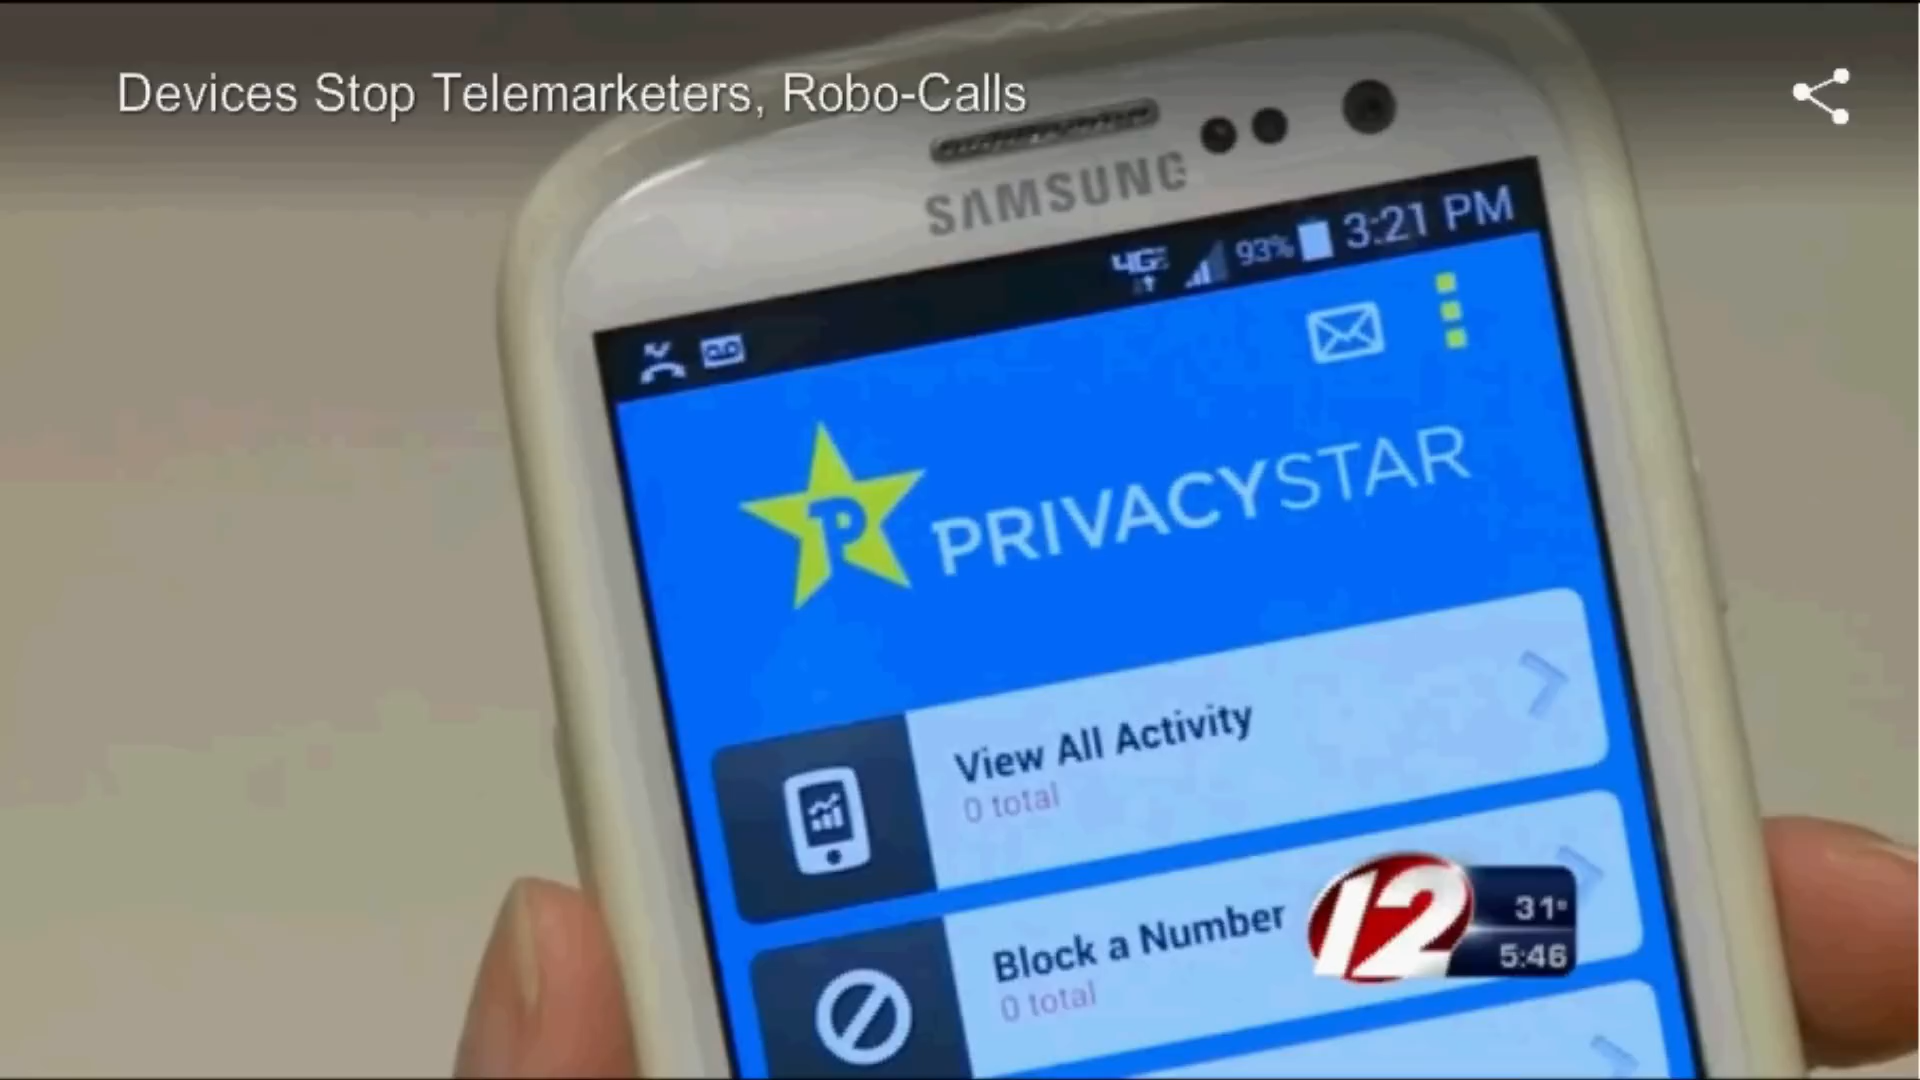 Devices Stop Telemarketers, Robo-Calls
SAMSUNG
4G 93% 3:21 PM
P PRIVACYSTAR
View All Activity
0 total
Block a Number
0 total
12 31°
5:46